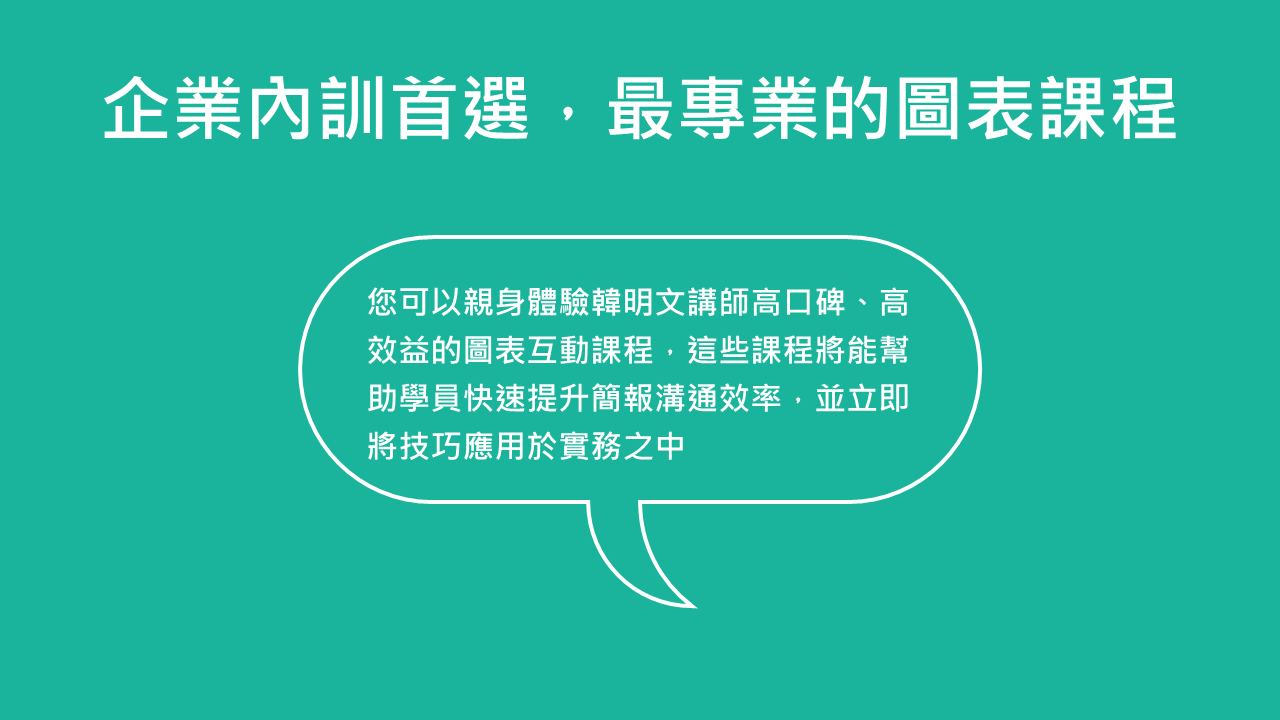 企業內訓首選，最專業的圖表課程
您可以親身體驗韓明文講師高口碑、高
效益的圖表互動課程，這些課程將能幫
助學員快速提升簡報溝通效率，並立即
將技巧應用於實務之中